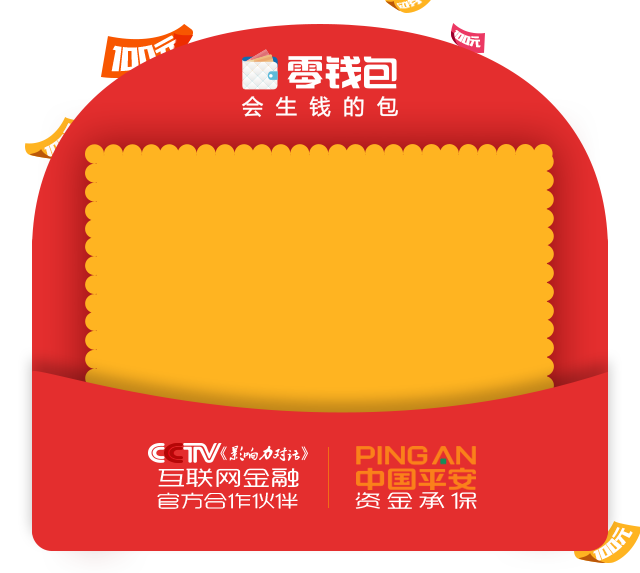 100元
100元
零钱包
会生钱的包
CCTV《影响力对话》
互联网金融
官方合作伙伴
PING AN
中国平安
资金承保
100元